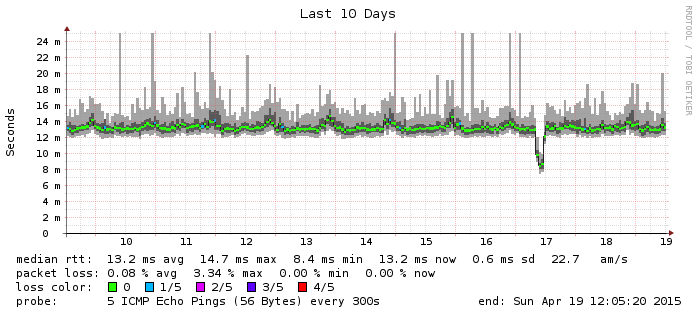 Last 10 Days
RRDTOOL / TOBI OETIKER
Seconds
24 m
22 m
20 m
18 m
16 m
14 m
12 m
10 m
8 m
6 m
4 m
2 m
0
10 11 12 13 14 15 16 17 18 19
median rtt: 13.2 ms avg 14.7 ms max 8.4 ms min 13.2 ms now 0.6 ms sd 22.7 am/s
packet loss: 0.08 % avg 3.34 % max 0.00 % min 0.00 % now
loss color: 0 1/5 2/5 3/5 4/5
probe: 5 ICMP Echo Pings (56 Bytes) every 300s end: Sun Apr 19 12:05:20 2015